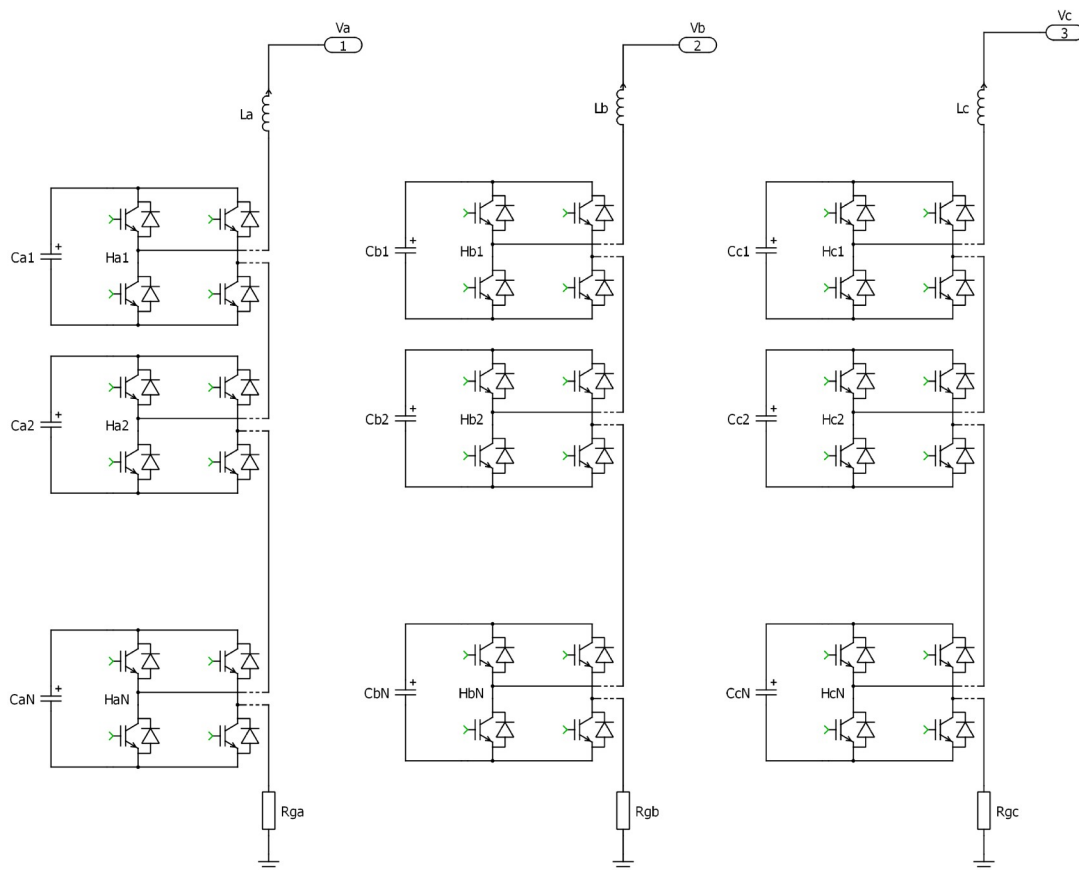 Va
1
Vb
2
Vc
3
La
Lb
Lc
Ca1
+
Ha1
Cb1
+
Hb1
Cc1
+
Hc1
Ca2
+
Ha2
Cb2
+
Hb2
Cc2
+
Hc2
CaN
+
HaN
CbN
+
HbN
CcN
+
HcN
Rga
Rgb
Rgc